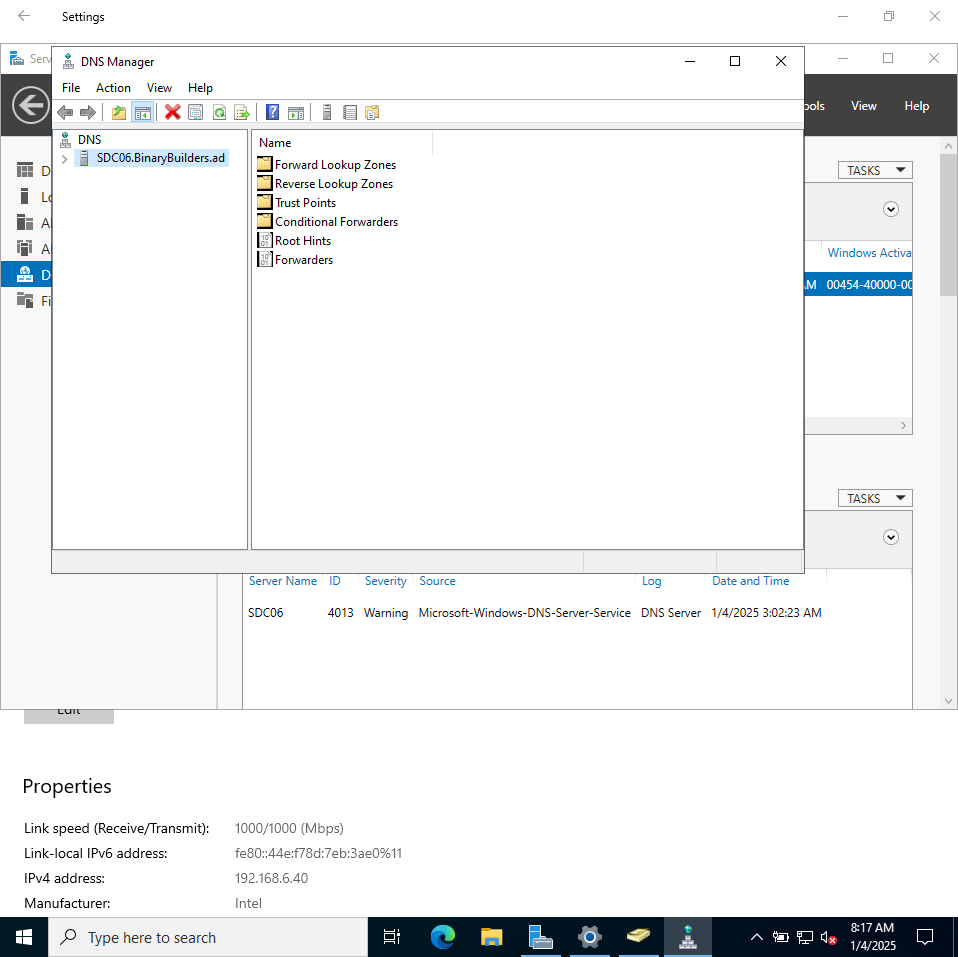 Settings
Serv
DNS Manager
File Action View Help
ools View Help
DNS
SDC06.BinaryBuilders.ad
Name
Forward Lookup Zones
Reverse Lookup Zones
Trust Points
Conditional Forwarders
Root Hints
Forwarders
D
Lo
A
A
D
Fi
TASKS
Windows Activa
AM 00454-40000-00
TASKS
Server Name ID Severity Source Log Date and Time
SDC06 4013 Warning Microsoft-Windows-DNS-Server-Service DNS Server 1/4/2025 3:02:23 AM
Edit
Properties
Link speed (Receive/Transmit): 1000/1000 (Mbps)
Link-local IPv6 address: fe80::44e:f78d:7eb:3ae0%11
IPv4 address: 192.168.6.40
Manufacturer: Intel
Type here to search
8:17 AM
1/4/2025